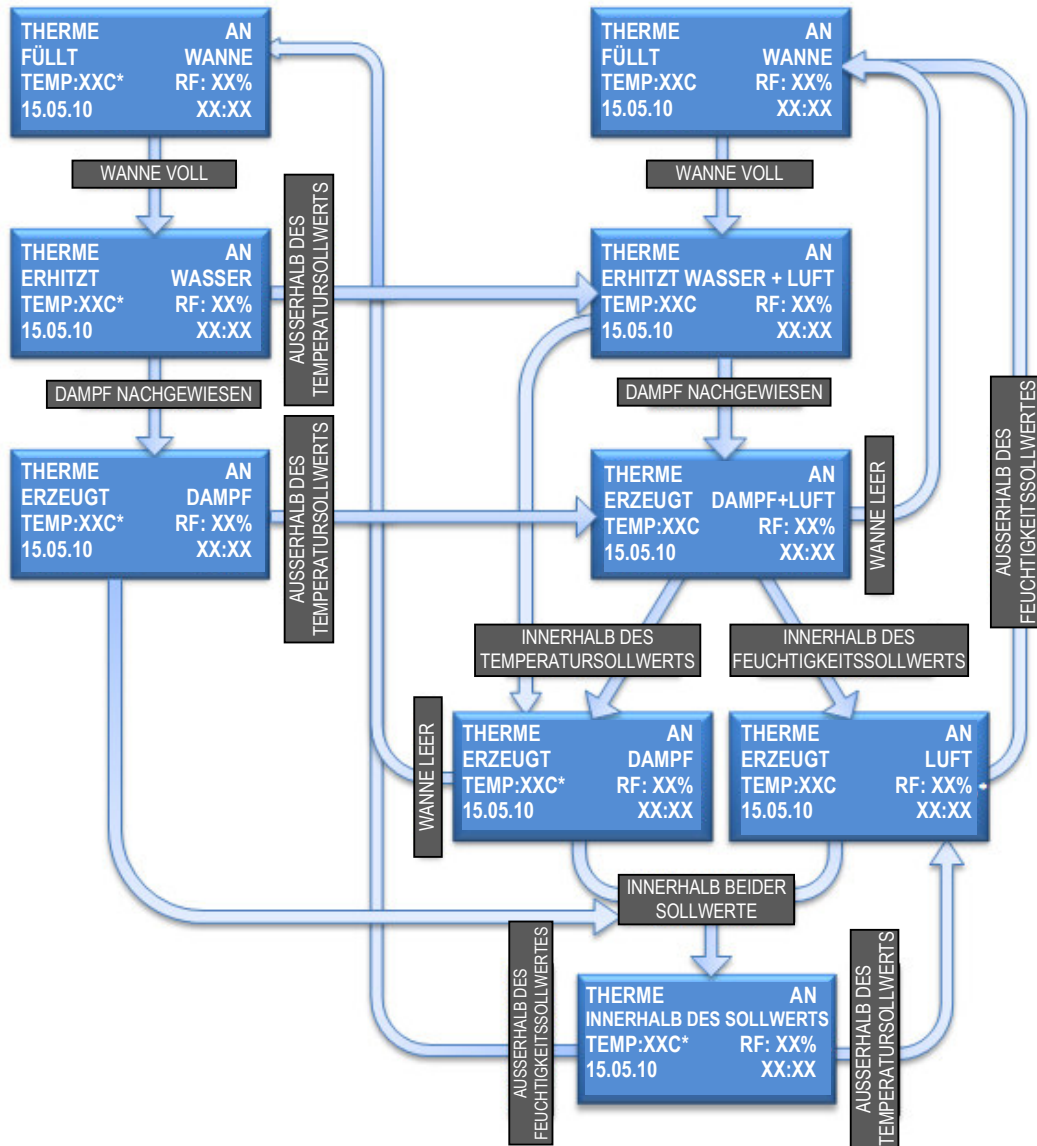 THERME AN
FÜLLT WANNE
TEMP:XXC* RF: XX%
15.05.10 XX:XX
THERME AN
FÜLLT WANNE
TEMP:XXC RF: XX%
15.05.10 XX:XX
WANNE VOLL
WANNE VOLL
AUSSERHALB DES
TEMPERATURSOLLWERTS
THERME AN
ERHITZT WASSER
TEMP:XXC* RF: XX%
15.05.10 XX:XX
THERME AN
ERHITZT WASSER + LUFT
TEMP:XXC RF: XX%
15.05.10 XX:XX
DAMPF NACHGEWIESEN
DAMPF NACHGEWIESEN
AUSSERHALB DES
FEUCHTIGKEITSSOLLWERTES
THERME AN
ERZEUGT DAMPF
TEMP:XXC* RF: XX%
15.05.10 XX:XX
AUSSERHALB DES
TEMPERATURSOLLWERTS
THERME AN
ERZEUGT DAMPF+LUFT
TEMP:XXC RF: XX%
15.05.10 XX:XX
WANNE LEER
INNERHALB DES
TEMPERATURSOLLWERTS
INNERHALB DES
FEUCHTIGKEITSSOLLWERTS
WANNE LEER
THERME AN
ERZEUGT DAMPF
TEMP:XXC* RF: XX%
15.05.10 XX:XX
THERME AN
ERZEUGT LUFT
TEMP:XXC RF: XX%
15.05.10 XX:XX
INNERHALB BEIDER
SOLLWERTE
AUSSERHALB DES
FEUCHTIGKEITSSOLLWERTES
THERME AN
INNERHALB DES SOLLWERTS
TEMP:XXC* RF: XX%
15.05.10 XX:XX
AUSSERHALB DES
TEMPERATURSOLLWERTS